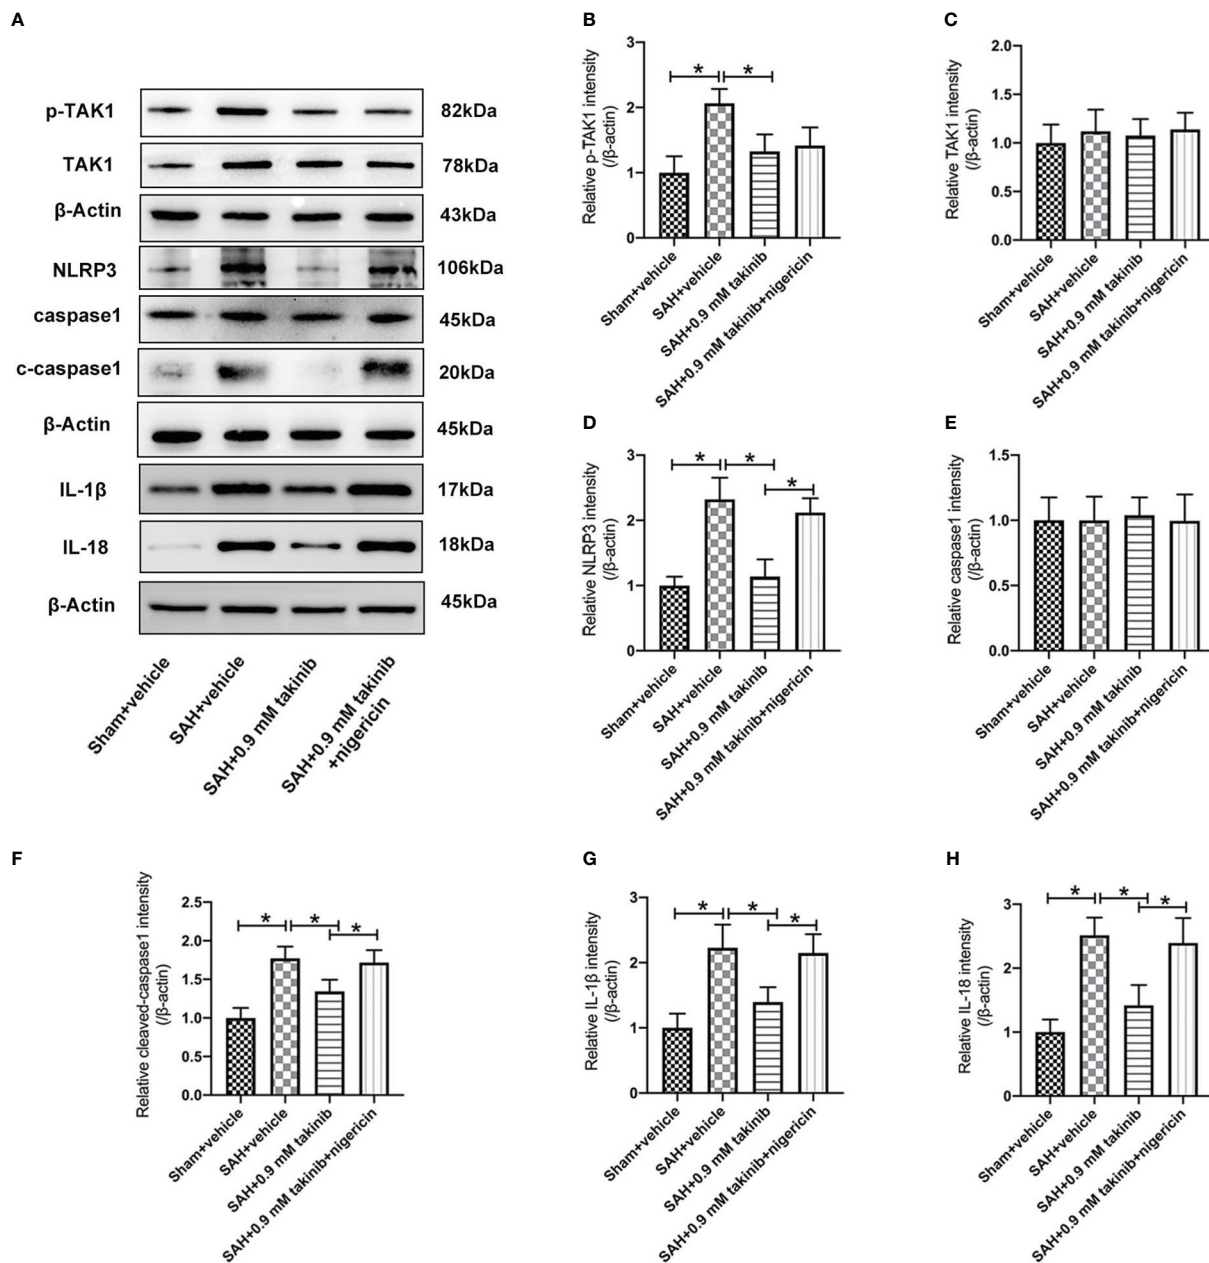 A
p-TAK1 82kDa
TAK1 78kDa
β-Actin 43kDa
NLRP3 106kDa
caspase1 45kDa
c-caspase1 20kDa
β-Actin 45kDa
IL-1β 17kDa
IL-18 18kDa
β-Actin 45kDa
Sham+vehicle
SAH+vehicle
SAH+0.9 mM takinib
SAH+0.9 mM takinib
+nigericin
B
Relative p-TAK1 intensity
(/β-actin)
3
2
1
0
* *
Sham+vehicle
SAH+vehicle
SAH+0.9 mM takinib
SAH+0.9 mM takinib+nigericin
C
Relative TAK1 intensity
(/β-actin)
2.0
1.5
1.0
0.5
0.0
Sham+vehicle
SAH+vehicle
SAH+0.9 mM takinib
SAH+0.9 mM takinib+nigericin
D
Relative NLRP3 intensity
(/β-actin)
3
2
1
0
* *
*
Sham+vehicle
SAH+vehicle
SAH+0.9 mM takinib
SAH+0.9 mM takinib+nigericin
E
Relative caspase1 intensity
(/β-actin)
1.5
1.0
0.5
0.0
Sham+vehicle
SAH+vehicle
SAH+0.9 mM takinib
SAH+0.9 mM takinib+nigericin
F
Relative cleaved-caspase1 intensity
(/β-actin)
2.5
2.0
1.5
1.0
0.5
0.0
* *
*
Sham+vehicle
SAH+vehicle
SAH+0.9 mM takinib
SAH+0.9 mM takinib+nigericin
G
Relative IL-1β intensity
(/β-actin)
3
2
1
0
* *
*
Sham+vehicle
SAH+vehicle
SAH+0.9 mM takinib
SAH+0.9 mM takinib+nigericin
H
Relative IL-18 intensity
(/β-actin)
3
2
1
0
* *
*
Sham+vehicle
SAH+vehicle
SAH+0.9 mM takinib
SAH+0.9 mM takinib+nigericin